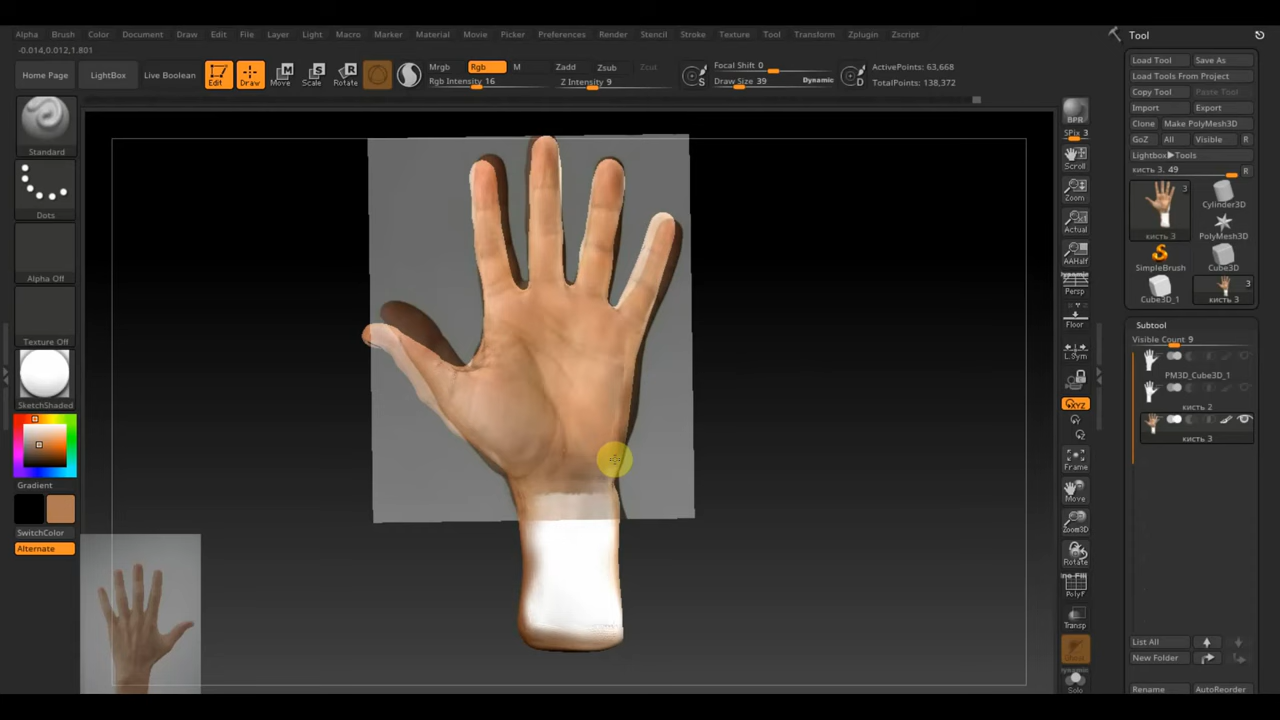 Alpha Brush Color Document Draw Edit File Layer Light Macro Marker Material Movie Picker Preferences Render Stencil Stroke Texture Tool Transform Zplugin Zscript
-0.014,0.012,1.801
Home Page LightBox Live Boolean Edit Draw Move Scale Rotate
Mrgb Rgb M
Rgb Intensity 16
Zadd Zsub Zcut
Z Intensity 9
Focal Shift 0
Draw Size 39 Dynamic
ActivePoints: 63,668
TotalPoints: 138,372
Standard
Dots
Alpha Off
Texture Off
SketchShaded
Gradient
SwitchColor
Alternate
BPR
SPix 3
Scroll
Zoom
Actual
AAHalf
Dynamic
Persp
Floor
L.Sym
XYZ
Frame
Move
Zoom3D
Rotate
PolyF
Transp
Ghost
Dynamic
Solo
Tool
Load Tool Save As
Load Tools From Project
Copy Tool Paste Tool
Import Export
Clone Make PolyMesh3D
GoZ All Visible R
Lightbox▶Tools
кисть 3. 49 R
3
Cylinder3D
кисть 3 PolyMesh3D
SimpleBrush Cube3D
3
Cube3D_1 кисть 3
Subtool
Visible Count 9
PM3D_Cube3D_1
кисть 2
кисть 3
List All
New Folder
Rename AutoReorder